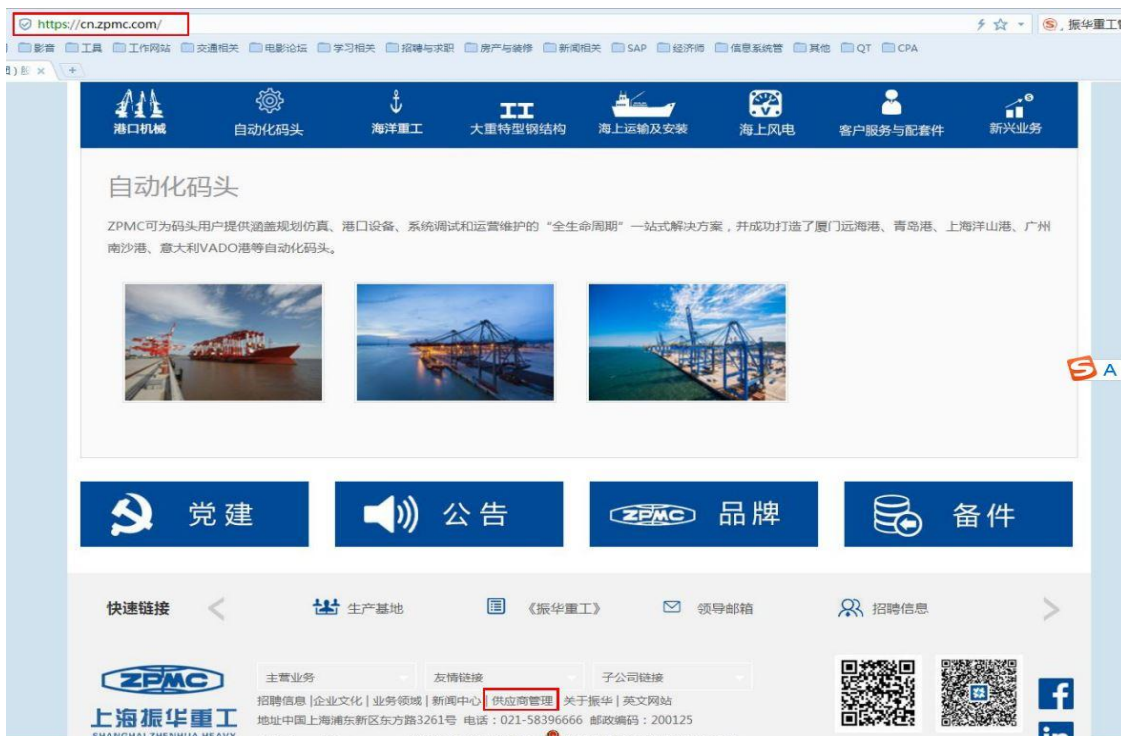 https://cn.zpmc.com/
振华重工
影音 工具 工作网站 交通相关 电影论坛 学习相关 招聘与求职 房产与装修 新闻相关 SAP 经济师 信息系统管 其他 QT CPA
港口机械 自动化码头 海洋重工 大重特型钢结构 海上运输及安装 海上风电 客户服务与配套件 新兴业务
自动化码头
ZPMC可为码头用户提供涵盖规划仿真、港口设备、系统调试和运营维护的“全生命周期”一站式解决方案，并成功打造了厦门远海港、青岛港、上海洋山港、广州
南沙港、意大利VADO港等自动化码头。
S A
党建 公告 ZPMC 品牌 备件
快速链接 生产基地 《振华重工》 领导邮箱 招聘信息
ZPMC
主营业务 友情链接 子公司链接
招聘信息 |企业文化 | 业务领域 | 新闻中心 | 供应商管理 | 关于振华 | 英文网站
上海振华重工
地址中国上海浦东新区东方路3261号 电话：021-58396666 邮政编码：200125
SHANGHAI ZHENHUA HEAVY
f
in